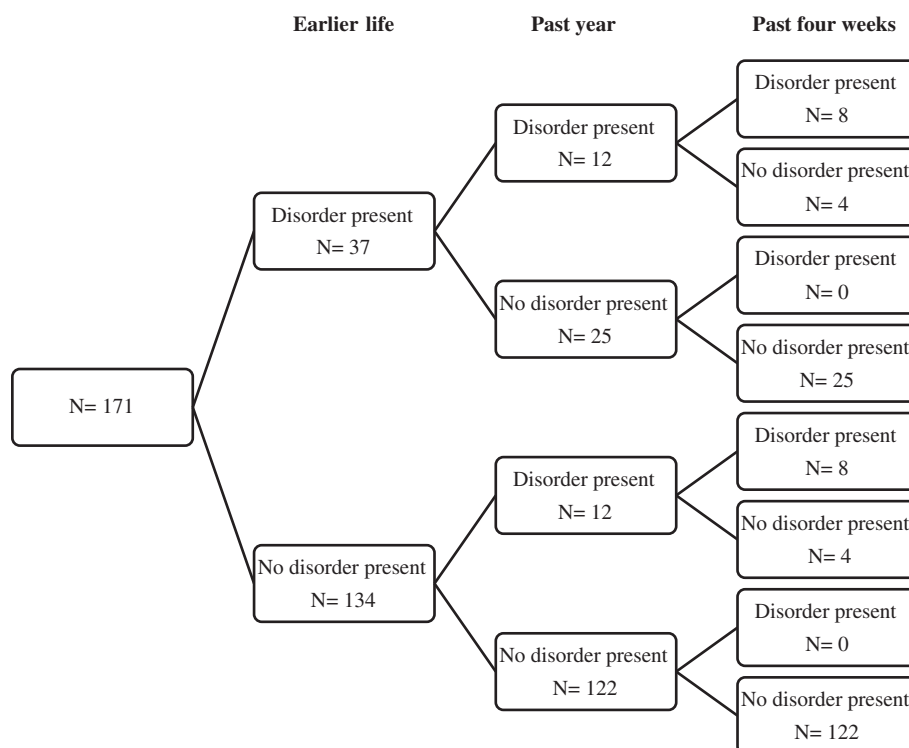 Earlier life
Past year
Past four weeks
N= 171
Disorder present
N= 37
No disorder present
N= 134
Disorder present
N= 12
No disorder present
N= 25
Disorder present
N= 12
No disorder present
N= 122
Disorder present
N= 8
No disorder present
N= 4
Disorder present
N= 0
No disorder present
N= 25
Disorder present
N= 8
No disorder present
N= 4
Disorder present
N= 0
No disorder present
N= 122